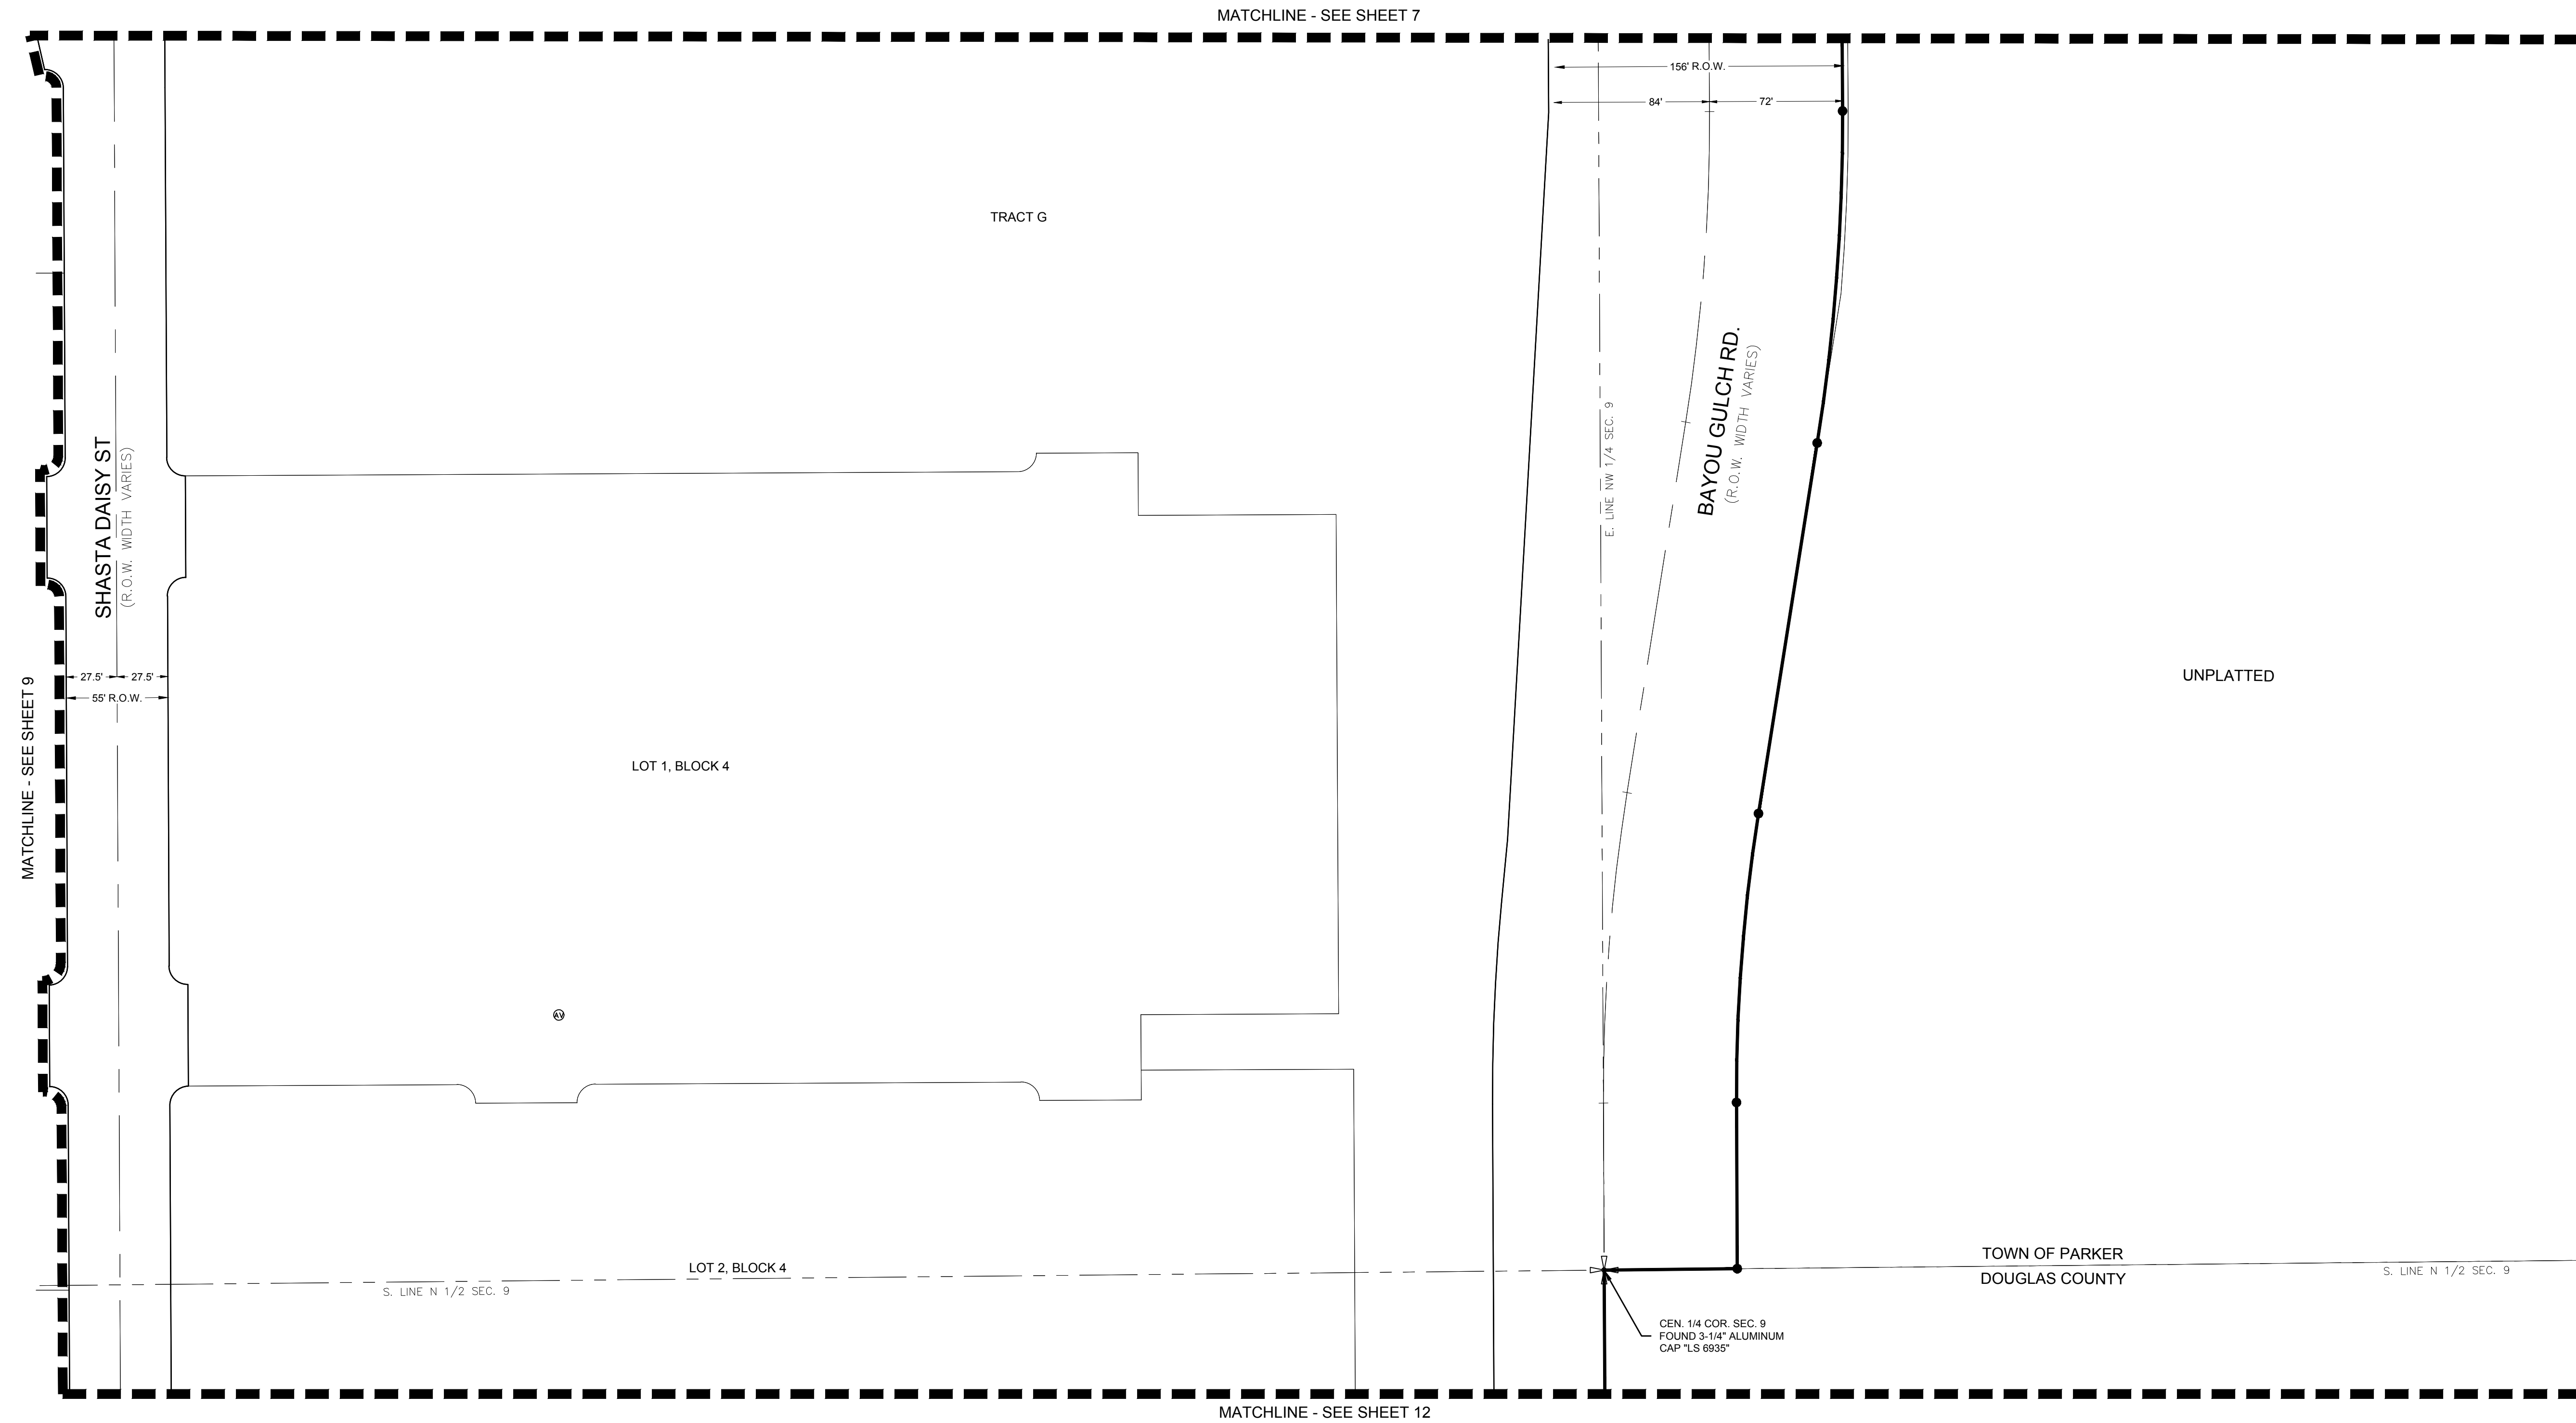 MATCHLINE - SEE SHEET 7
156' R.O.W.
84'
72'
TRACT G
BAYOU GULCH RD.
(R.O.W. WIDTH VARIES)
E. LINE NW 1/4 SEC. 9
SHASTA DAISY ST
(R.O.W. WIDTH VARIES)
27.5'
27.5'
55' R.O.W.
MATCHLINE - SEE SHEET 9
UNPLATTED
LOT 1, BLOCK 4
AV
LOT 2, BLOCK 4
S. LINE N 1/2 SEC. 9
TOWN OF PARKER
DOUGLAS COUNTY
S. LINE N 1/2 SEC. 9
CEN. 1/4 COR. SEC. 9
FOUND 3-1/4" ALUMINUM
CAP "LS 6935"
MATCHLINE - SEE SHEET 12